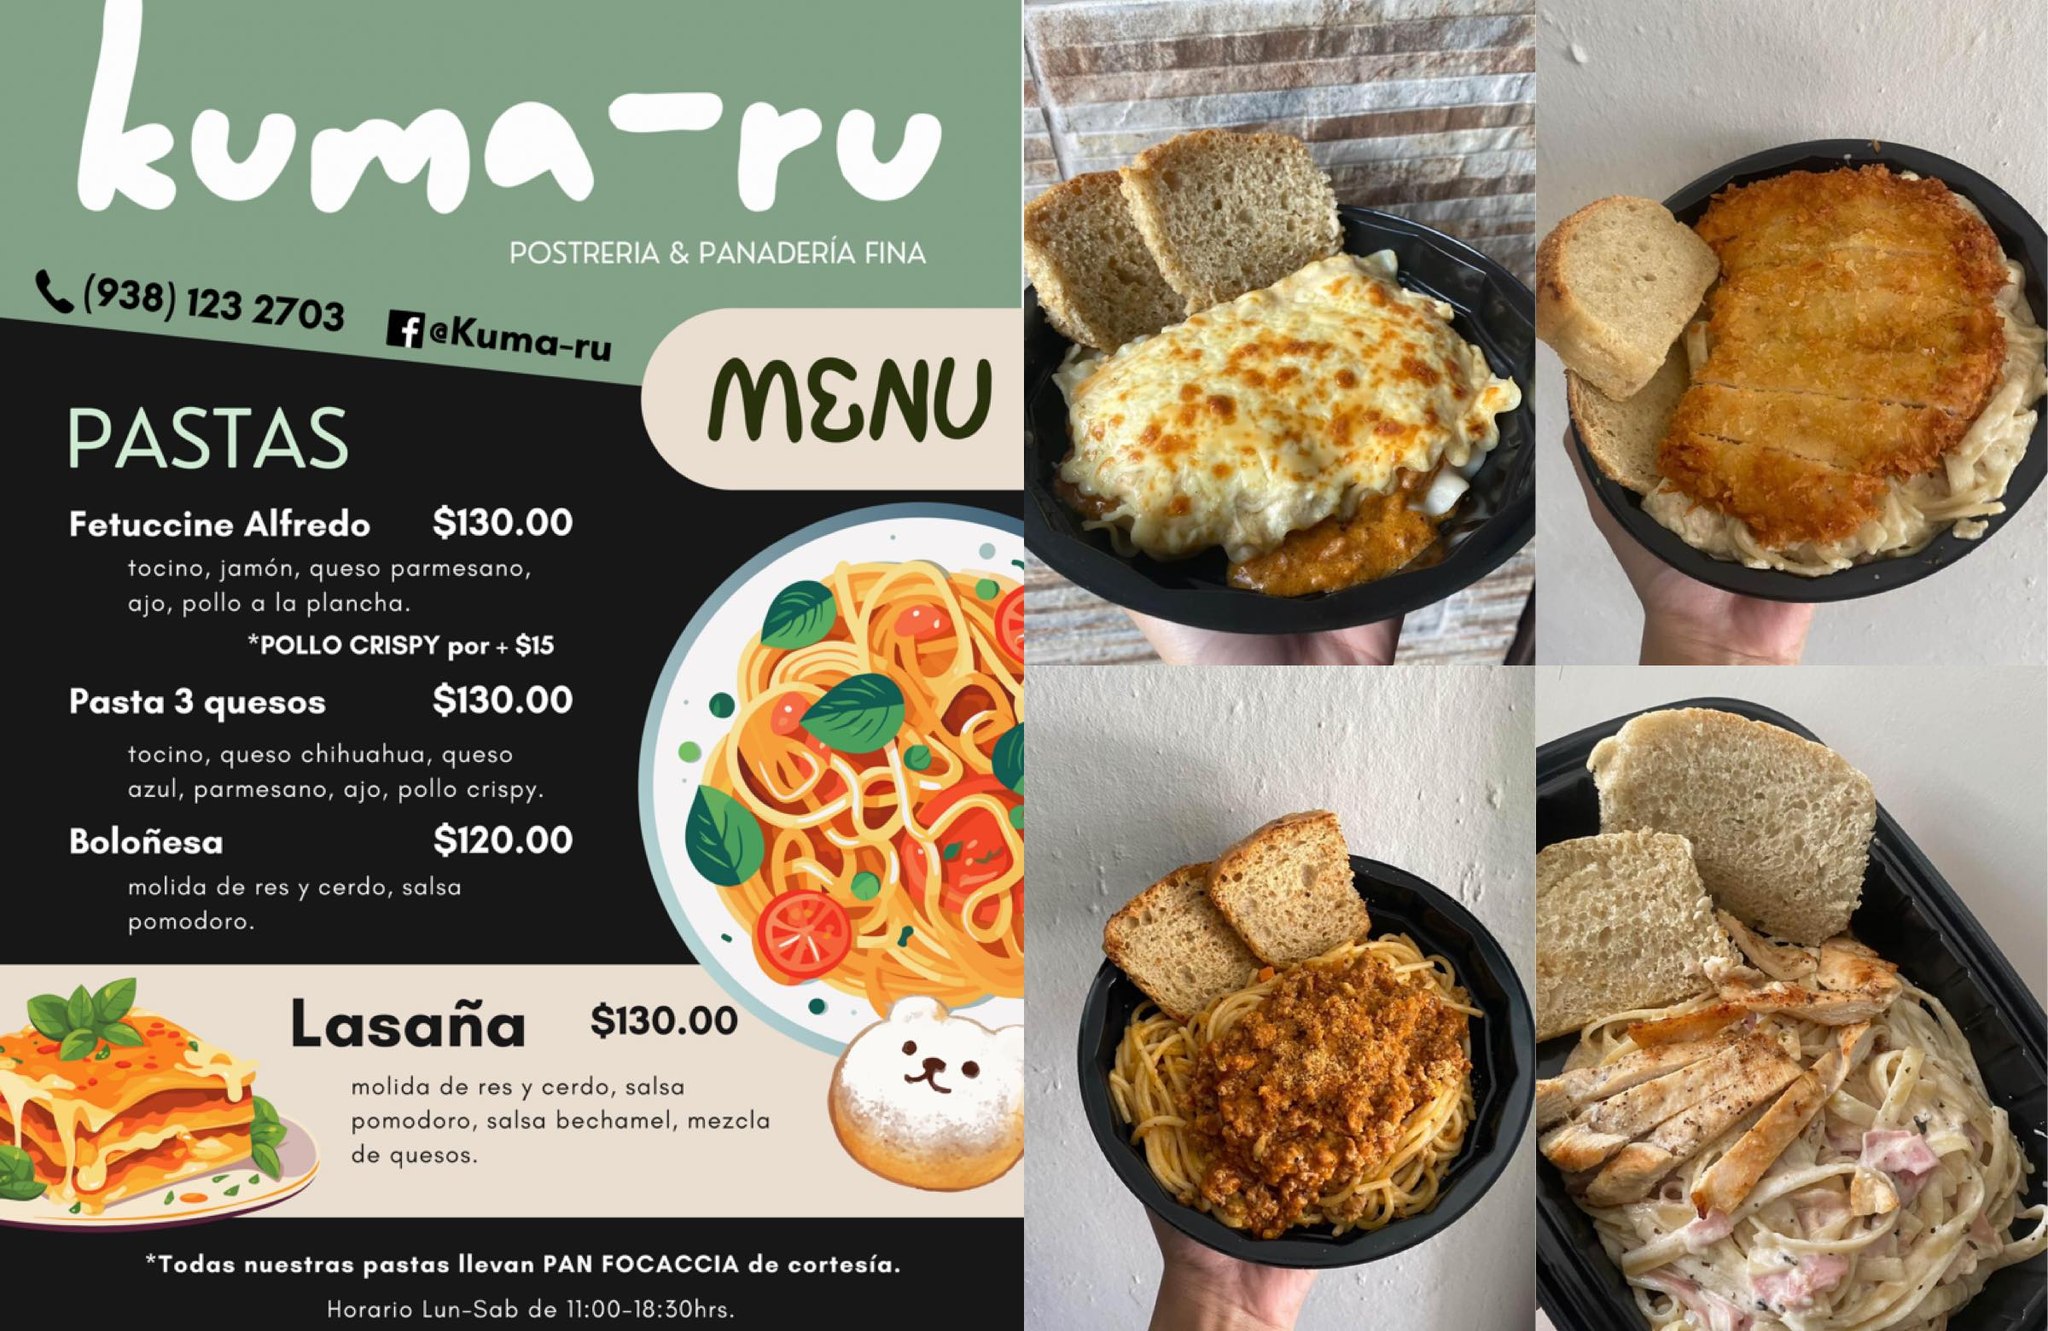 kuma-ru
POSTRERIA & PANADERÍA FINA
(938) 123 2703
@Kuma-ru
MENU
PASTAS
Fetuccine Alfredo $130.00
tocino, jamón, queso parmesano,
ajo, pollo a la plancha.
*POLLO CRISPY por + $15
Pasta 3 quesos $130.00
tocino, queso chihuahua, queso
azul, parmesano, ajo, pollo crispy.
Boloñesa $120.00
molida de res y cerdo, salsa
pomodoro.
Lasaña $130.00
molida de res y cerdo, salsa
pomodoro, salsa bechamel, mezcla
de quesos.
*Todas nuestras pastas llevan PAN FOCACCIA de cortesía.
Horario Lun-Sab de 11:00-18:30hrs.